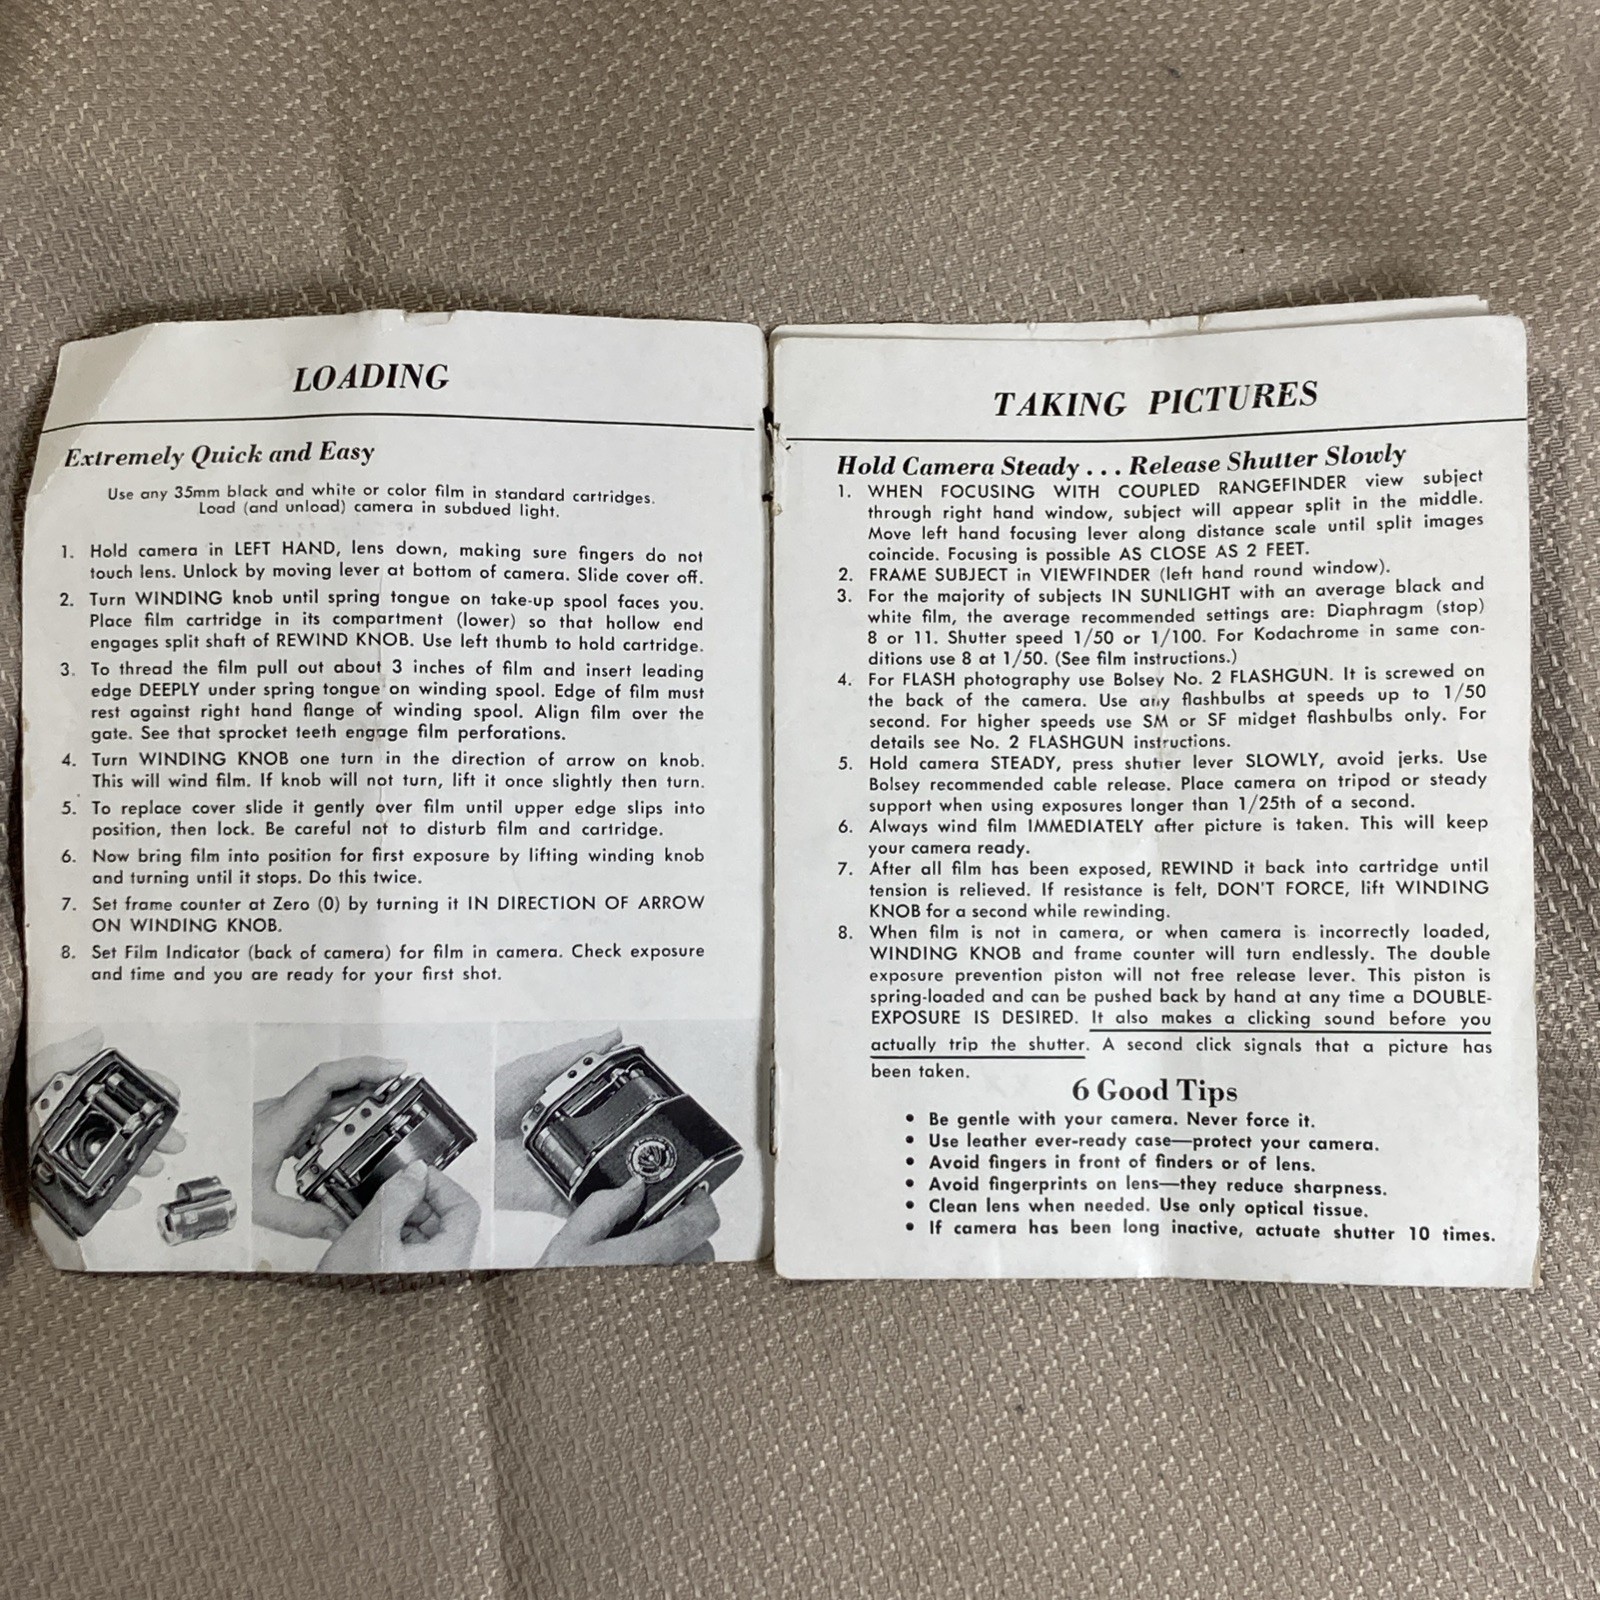 LOADING
Extremely Quick and Easy
Use any 35mm black and white or color film in standard cartridges.
Load (and unload) camera in subdued light.
1. Hold camera in LEFT HAND, lens down, making sure fingers do not
touch lens. Unlock by moving lever at bottom of camera. Slide cover off.
2. Turn WINDING knob until spring tongue on take-up spool faces you.
Place film cartridge in its compartment (lower) so that hollow end
engages split shaft of REWIND KNOB. Use left thumb to hold cartridge.
3. To thread the film pull out about 3 inches of film and insert leading
edge DEEPLY under spring tongue on winding spool. Edge of film must
rest against right hand flange of winding spool. Align film over the
gate. See that sprocket teeth engage film perforations.
4. Turn WINDING KNOB one turn in the direction of arrow on knob.
This will wind film. If knob will not turn, lift it once slightly then turn.
5. To replace cover slide it gently over film until upper edge slips into
position, then lock. Be careful not to disturb film and cartridge.
6. Now bring film into position for first exposure by lifting winding knob
and turning until it stops. Do this twice.
7. Set frame counter at Zero (0) by turning it IN DIRECTION OF ARROW
ON WINDING KNOB.
8. Set Film Indicator (back of camera) for film in camera. Check exposure
and time and you are ready for your first shot.
TAKING PICTURES
Hold Camera Steady . . . Release Shutter Slowly
1. WHEN FOCUSING WITH COUPLED RANGEFINDER view subject
through right hand window, subject will appear split in the middle.
Move left hand focusing lever along distance scale until split images
coincide. Focusing is possible AS CLOSE AS 2 FEET.
2. FRAME SUBJECT in VIEWFINDER (left hand round window).
3. For the majority of subjects IN SUNLIGHT with an average black and
white film, the average recommended settings are: Diaphragm (stop)
8 or 11. Shutter speed 1/50 or 1/100. For Kodachrome in same con-
ditions use 8 at 1/50. (See film instructions.)
4. For FLASH photography use Bolsey No. 2 FLASHGUN. It is screwed on
the back of the camera. Use any flashbulbs at speeds up to 1/50
second. For higher speeds use SM or SF midget flashbulbs only. For
details see No. 2 FLASHGUN instructions.
5. Hold camera STEADY, press shutter lever SLOWLY, avoid jerks. Use
Bolsey recommended cable release. Place camera on tripod or steady
support when using exposures longer than 1/25th of a second.
6. Always wind film IMMEDIATELY after picture is taken. This will keep
your camera ready.
7. After all film has been exposed, REWIND it back into cartridge until
tension is relieved. If resistance is felt, DON'T FORCE, lift WINDING
KNOB for a second while rewinding.
8. When film is not in camera, or when camera is incorrectly loaded,
WINDING KNOB and frame counter will turn endlessly. The double
exposure prevention piston will not free release lever. This piston is
spring-loaded and can be pushed back by hand at any time a DOUBLE-
EXPOSURE IS DESIRED. It also makes a clicking sound before you
actually trip the shutter. A second click signals that a picture has
been taken.
6 Good Tips
• Be gentle with your camera. Never force it.
• Use leather ever-ready case—protect your camera.
• Avoid fingers in front of finders or of lens.
• Avoid fingerprints on lens—they reduce sharpness.
• Clean lens when needed. Use only optical tissue.
• If camera has been long inactive, actuate shutter 10 times.